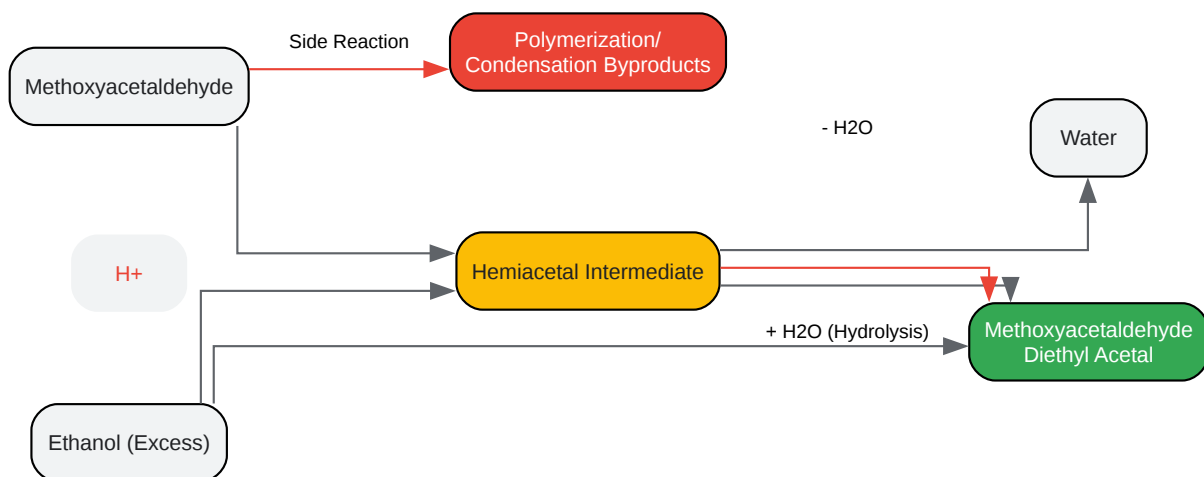 Side Reaction
Polymerization/
Condensation Byproducts
Methoxyacetaldehyde
- H2O
Water
H+
Hemiacetal Intermediate
+ H2O (Hydrolysis)
Methoxyacetaldehyde
Diethyl Acetal
Ethanol (Excess)